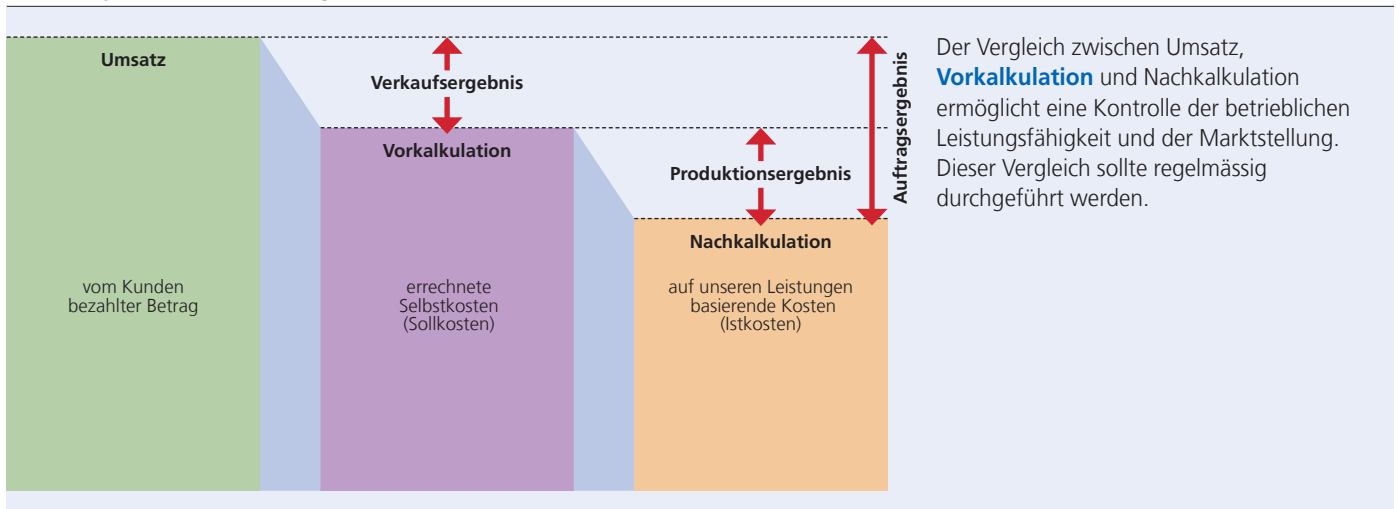 Umsatz
vom Kunden
bezahlter Betrag
Verkaufsergebnis
Vorkalkulation
errechnete
Selbstkosten
(Sollkosten)
Produktionsergebnis
Nachkalkulation
auf unseren Leistungen
basierende Kosten
(Istkosten)
Auftragsergebnis
Der Vergleich zwischen Umsatz,
Vorkalkulation und Nachkalkulation
ermöglicht eine Kontrolle der betrieblichen
Leistungsfähigkeit und der Marktstellung.
Dieser Vergleich sollte regelmässig
durchgeführt werden.